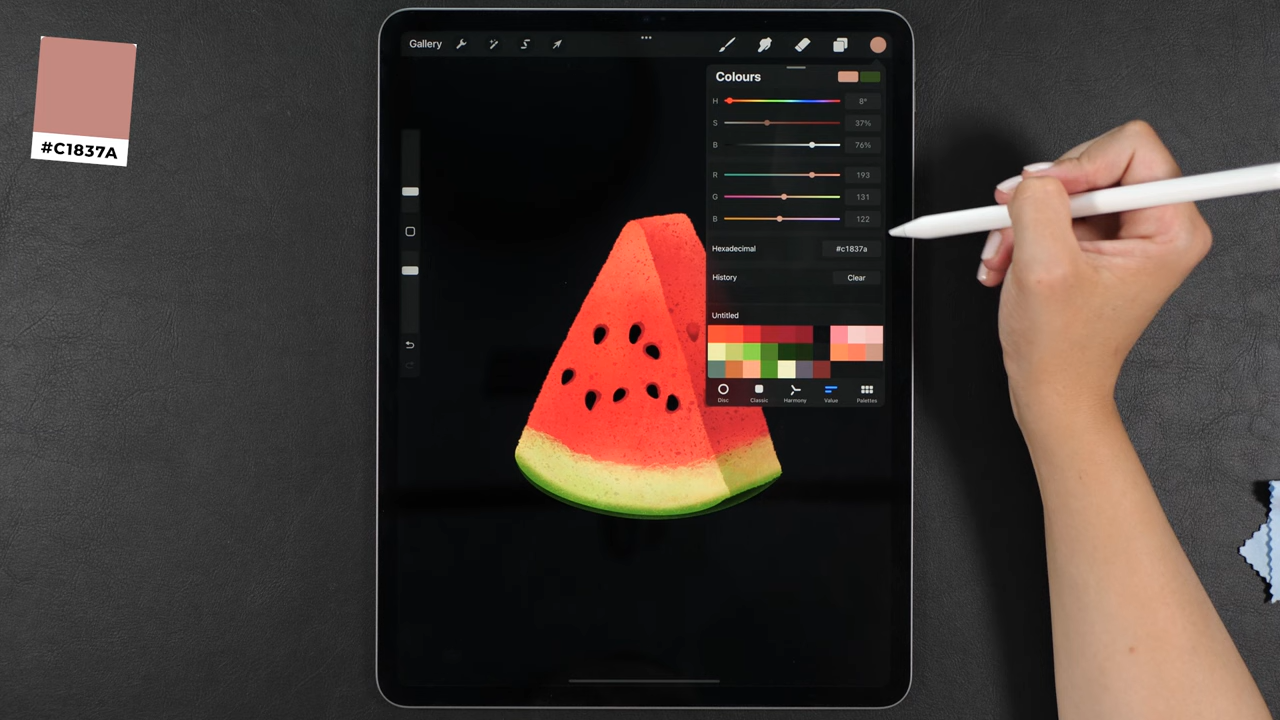 #C1837A
Gallery
Colours
H 8°
S 37%
B 76%
R 193
G 131
B 122
Hexadecimal #c1837a
History Clear
Untitled
Disc Classic Harmony Value Palettes